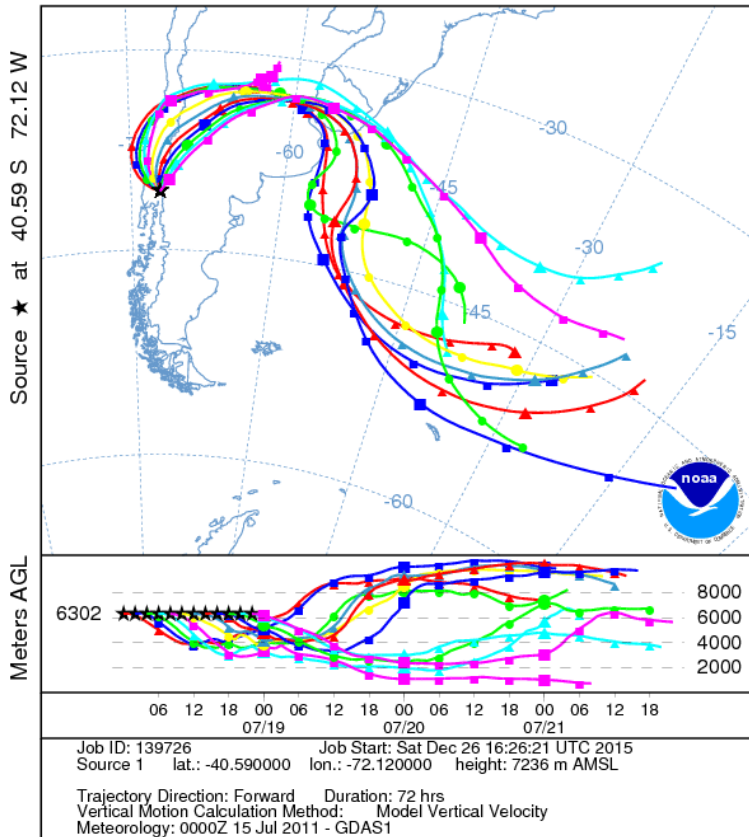 Source ★ at 40.59 S 72.12 W
-30
-60
-45
-30
-45
-15
-60
noaa
Meters AGL
6302
8000
6000
4000
2000
06 12 18 00 06 12 18 00 06 12 18 00 06 12 18
07/19 07/20 07/21
Job ID: 139726 Job Start: Sat Dec 26 16:26:21 UTC 2015
Source 1 lat.: -40.590000 lon.: -72.120000 height: 7236 m AMSL
Trajectory Direction: Forward Duration: 72 hrs
Vertical Motion Calculation Method: Model Vertical Velocity
Meteorology: 0000Z 15 Jul 2011 - GDAS1